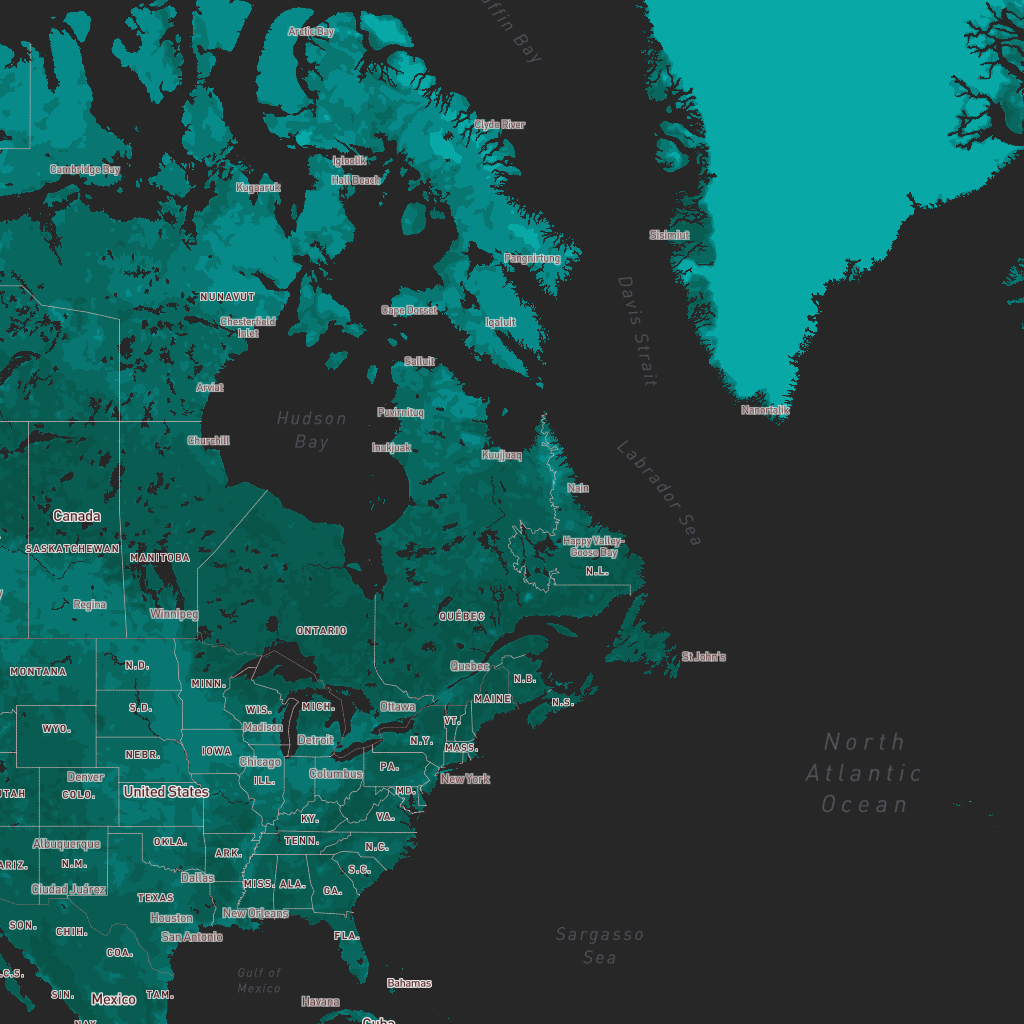 Arctic Bay
Baffin Bay
Clyde River
Igloolik
Cambridge Bay
Hall Beach
Kugaaruk
Sisimiut
Pangnirtung
NUNAVUT
Davis Strait
Cape Dorset
Chesterfield
Inlet
Iqaluit
Salluit
Arviat
Nanortalik
Puvirnituq
Hudson
Bay
Churchill
Inukjuak
Kuujjuaq
Labrador Sea
Nain
Canada
Happy Valley-
Goose Bay
SASKATCHEWAN
MANITOBA
N.L.
Regina
Winnipeg
QUÉBEC
ONTARIO
St John's
Quebec
N.D.
MONTANA
N.B.
MINN.
MAINE
N.S.
S.D.
WIS.
MICH.
Ottawa
VT.
WYO.
Madison
Detroit
N.Y.
North
Atlantic
Ocean
MASS.
IOWA
NEBR.
Chicago
PA.
Denver
Columbus
New York
ILL.
UTAH
COLO.
United States
MD.
KY.
VA.
OKLA.
TENN.
Albuquerque
N.C.
ARK.
ARIZ.
N.M.
S.C.
Dallas
MISS.
ALA.
GA.
Ciudad Juárez
TEXAS
New Orleans
Houston
SON.
CHIH.
San Antonio
FLA.
Sargasso
Sea
COA.
B.C.S.
Gulf of
Mexico
Bahamas
SIN.
Mexico
TAM.
Havana
NAY.
Cuba